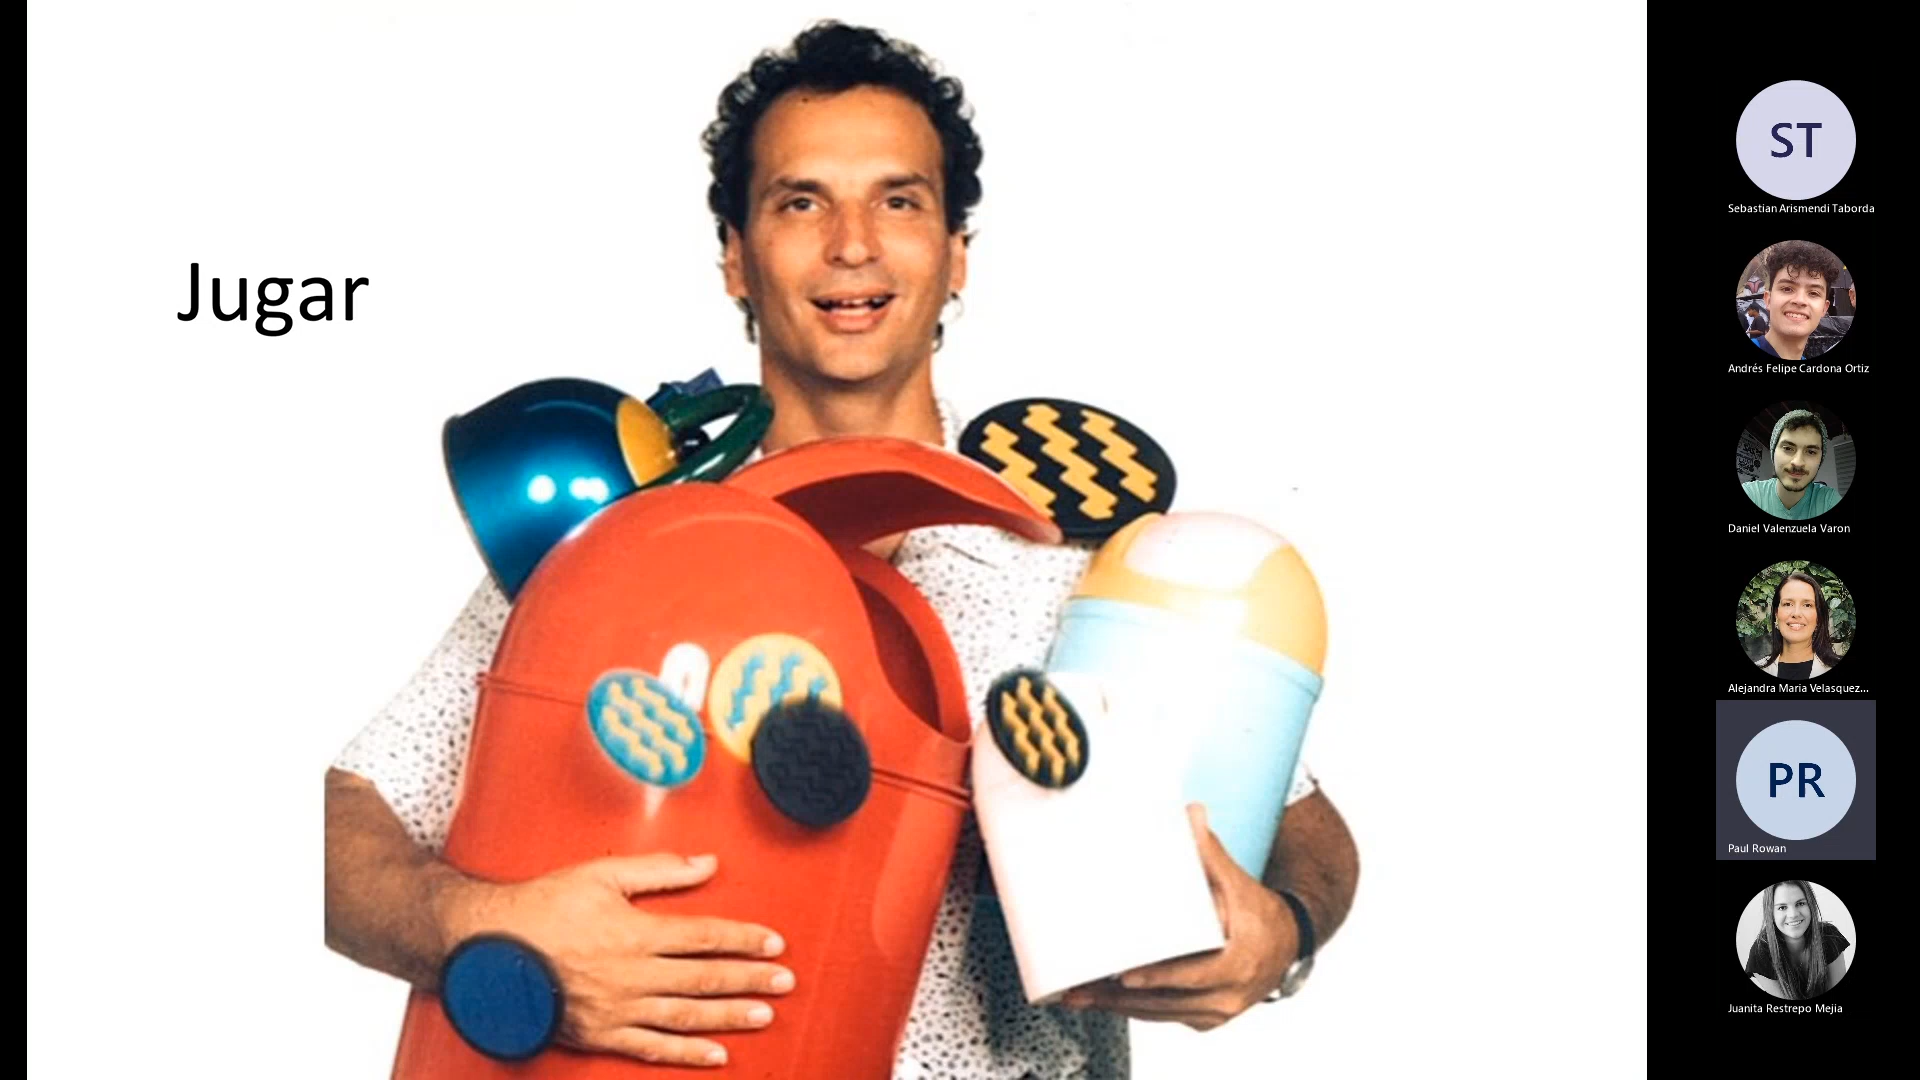 Jugar
ST
Sebastian Arismendi Taborda
Andrés Felipe Cardona Ortiz
Daniel Valenzuela Varon
Alejandra Maria Velasquez...
PR
Paul Rowan
Juanita Restrepo Mejia